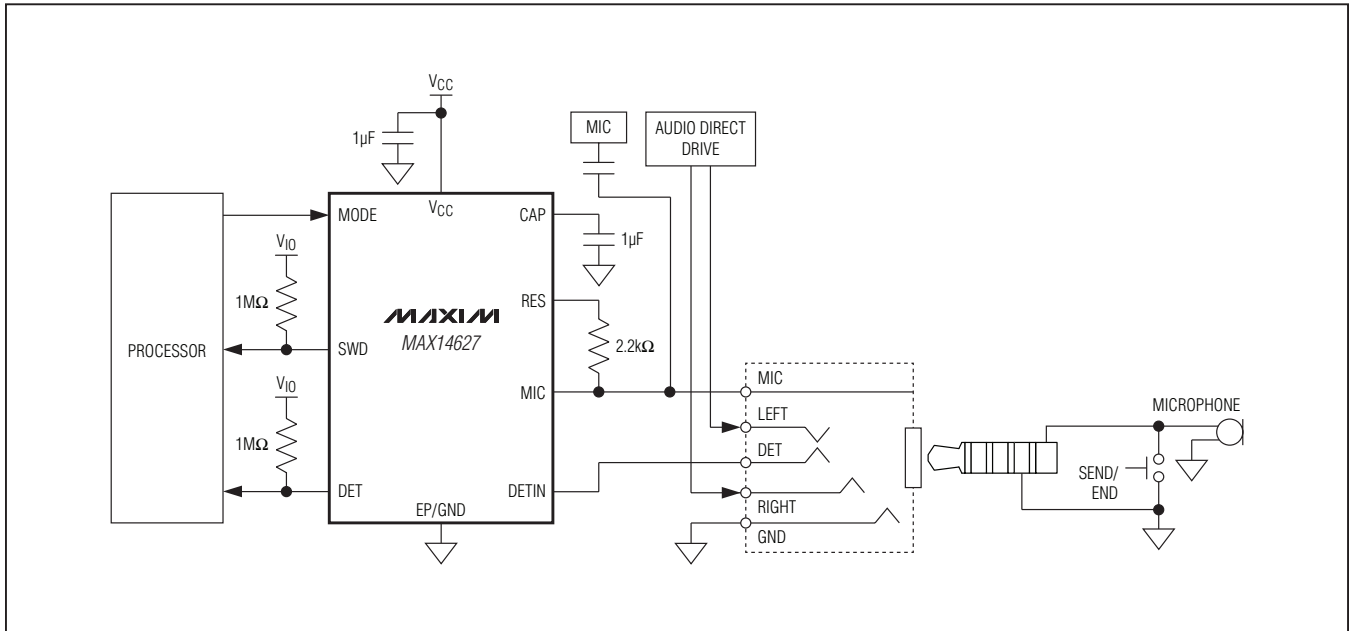 VCC
1µF
MIC
AUDIO DIRECT
DRIVE
MODE
VCC
CAP
1µF
VIO
1MΩ
RES
MAXIM
MAX14627
2.2kΩ
PROCESSOR
SWD
VIO
MIC
MIC
LEFT
MICROPHONE
1MΩ
DET
SEND/
END
DET
DETIN
RIGHT
EP/GND
GND